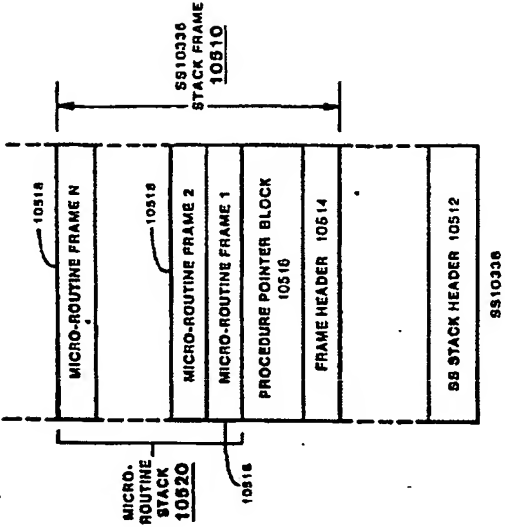 SS10336
STACK FRAME
10510
10518
MICRO-ROUTINE FRAME N
10518
MICRO-ROUTINE FRAME 2
MICRO-ROUTINE FRAME 1
PROCEDURE POINTER BLOCK
10516
FRAME HEADER 10514
SS STACK HEADER 10512
MICRO-
ROUTINE
STACK
10520
10518
SS10336